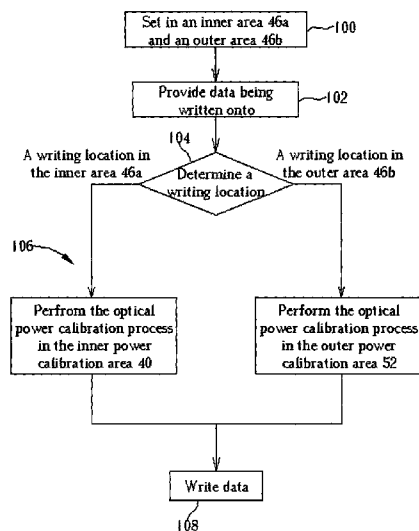 Set in an inner area 46a
and an outer area 46b
100
Provide data being
written onto
102
104
A writing location in
the inner area 46a
Determine a
writing location
A writing location in
the outer area 46b
106
Perfrom the optical
power calibration process
in the inner power
calibration area 40
Perform the optical
power calibration process
in the outer power
calibration area 52
Write data
108